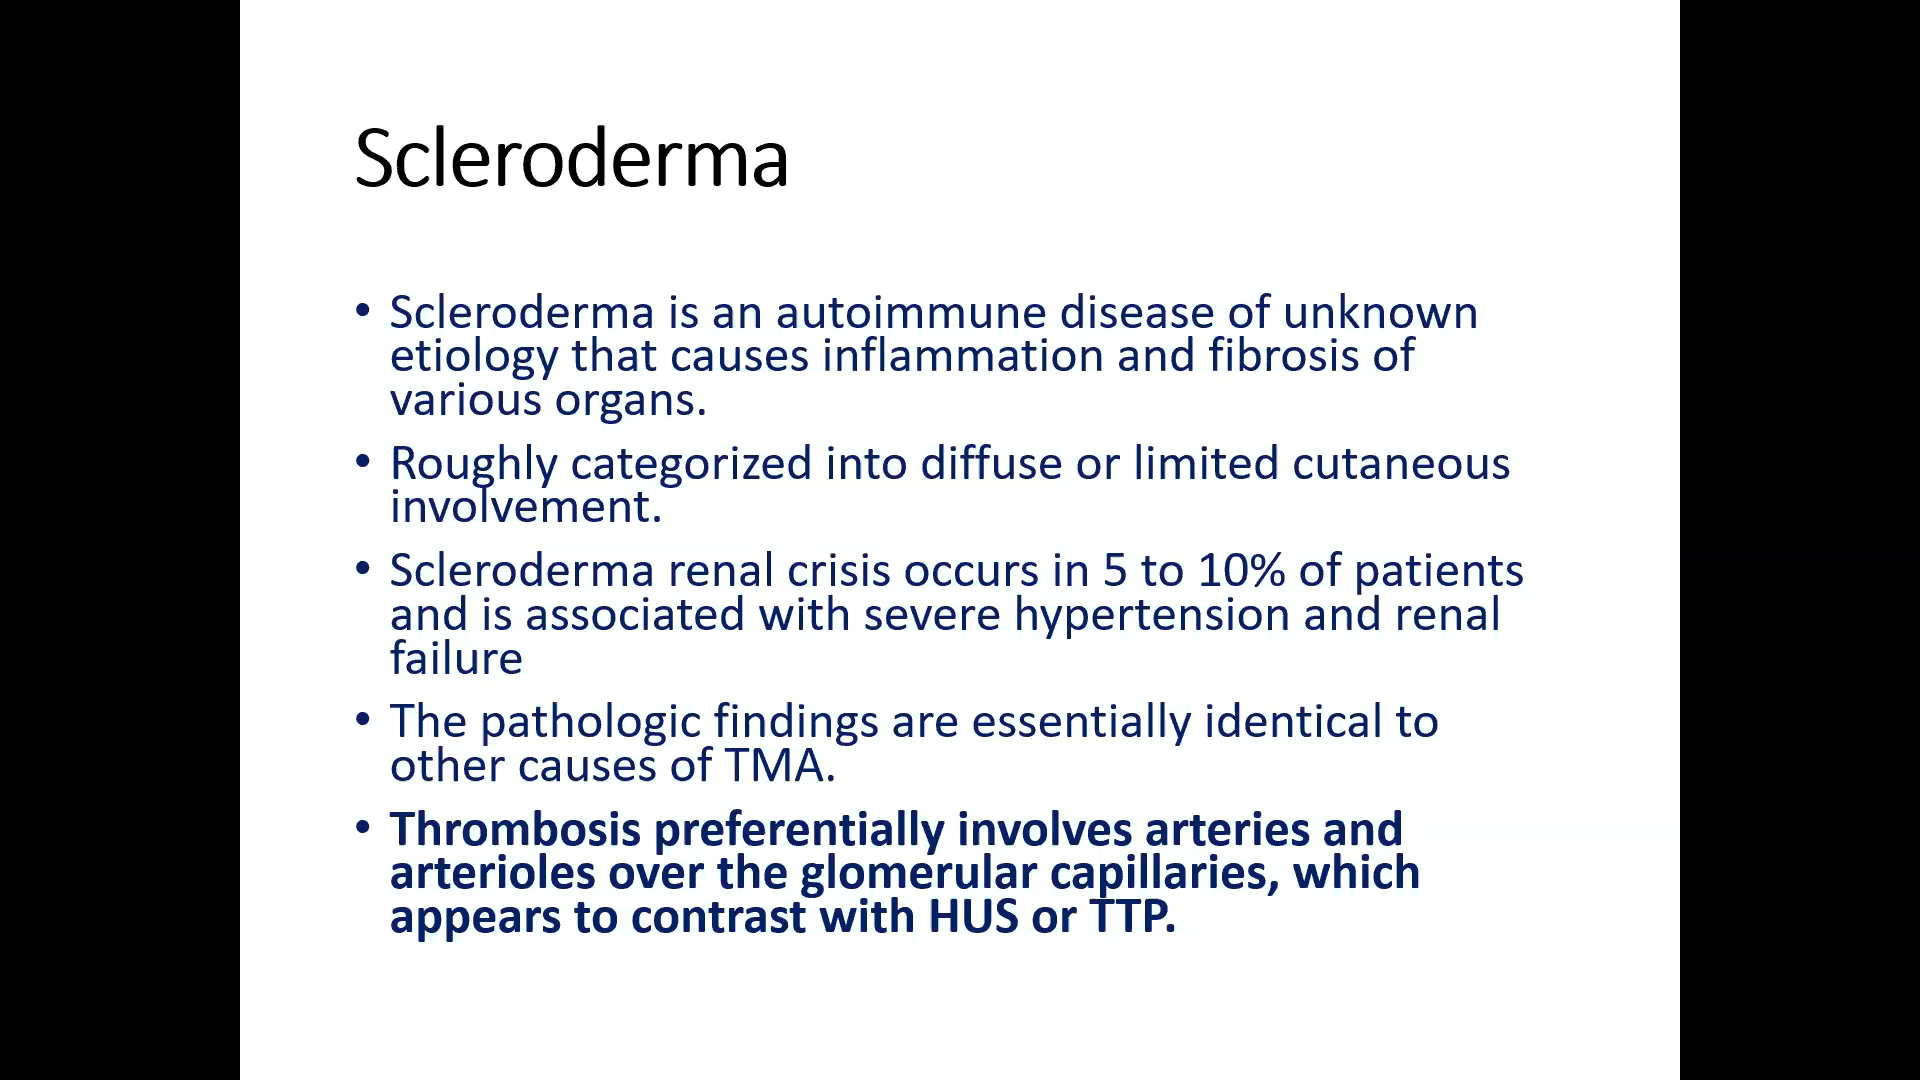 Scleroderma
• Scleroderma is an autoimmune disease of unknown
etiology that causes inflammation and fibrosis of
various organs.
• Roughly categorized into diffuse or limited cutaneous
involvement.
• Scleroderma renal crisis occurs in 5 to 10% of patients
and is associated with severe hypertension and renal
failure
• The pathologic findings are essentially identical to
other causes of TMA.
• Thrombosis preferentially involves arteries and
arterioles over the glomerular capillaries, which
appears to contrast with HUS or TTP.